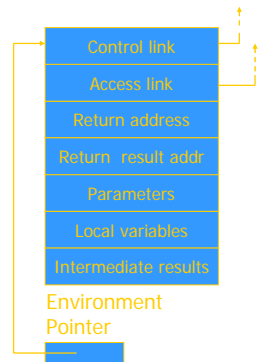 Control link
Access link
Return address
Return result addr
Parameters
Local variables
Intermediate results
Environment
Pointer